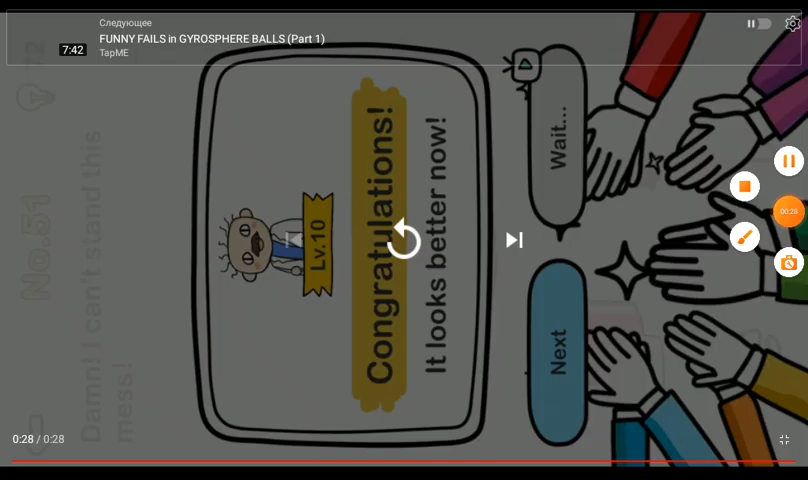 Следующее
FUNNY FAILS in GYROSPHERE BALLS (Part 1)
TapME
7:42
No.51
Damn! I can't stand this
mess!
Lv.10
Congratulations!
It looks better now!
Wait...
Next
00:28
0:28 / 0:28